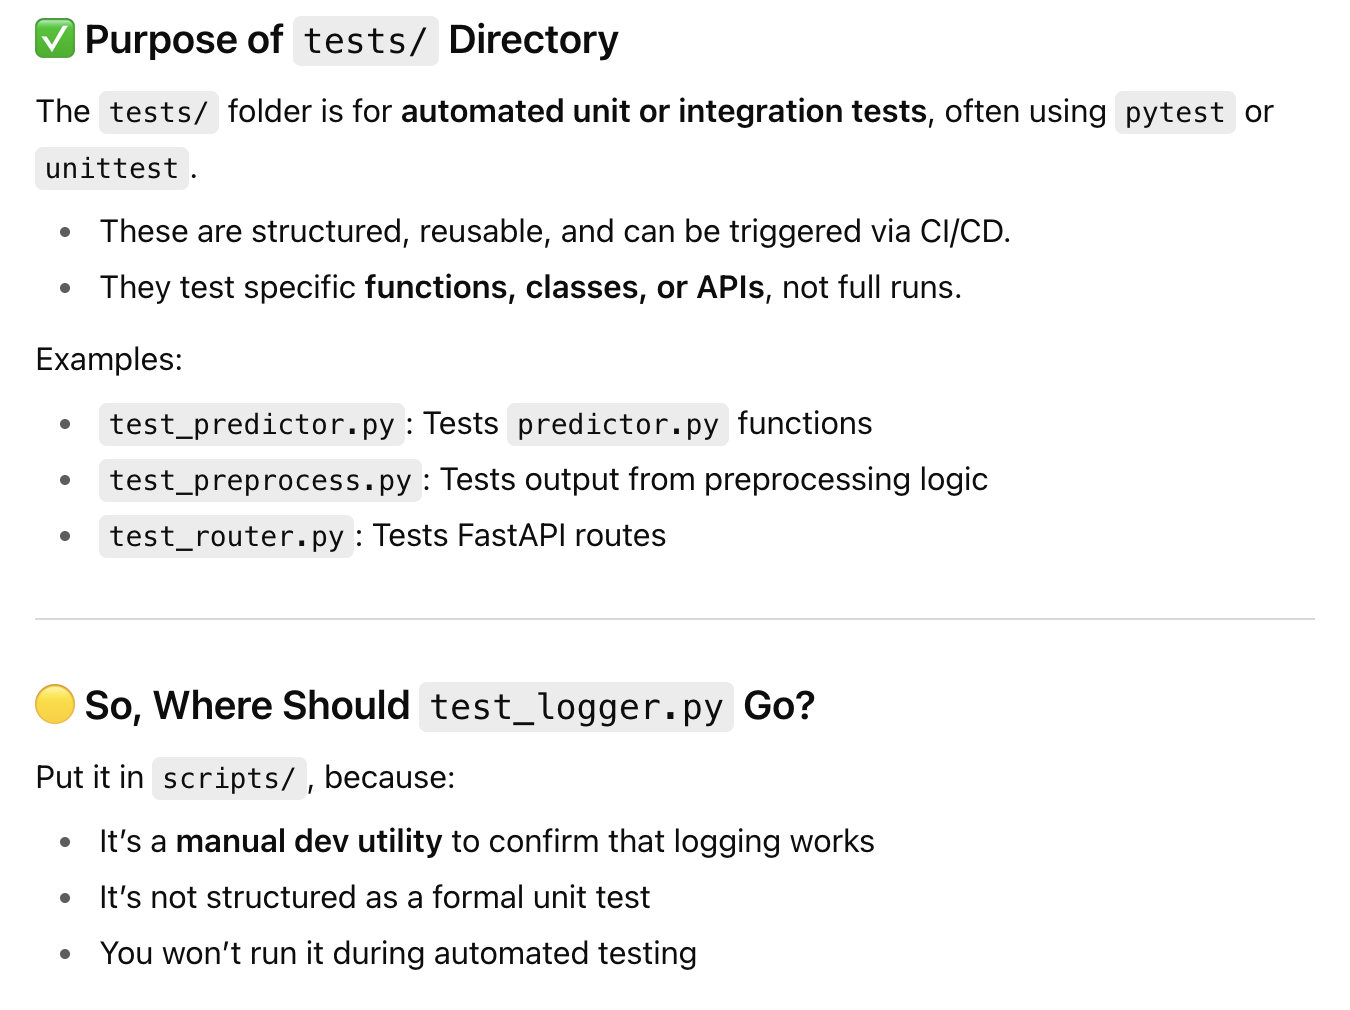 ✅ Purpose of tests/ Directory
The tests/ folder is for automated unit or integration tests, often using pytest or
unittest.
• These are structured, reusable, and can be triggered via CI/CD.
• They test specific functions, classes, or APIs, not full runs.
Examples:
• test_predictor.py: Tests predictor.py functions
• test_preprocess.py: Tests output from preprocessing logic
• test_router.py: Tests FastAPI routes
🟡 So, Where Should test_logger.py Go?
Put it in scripts/, because:
• It’s a manual dev utility to confirm that logging works
• It’s not structured as a formal unit test
• You won’t run it during automated testing